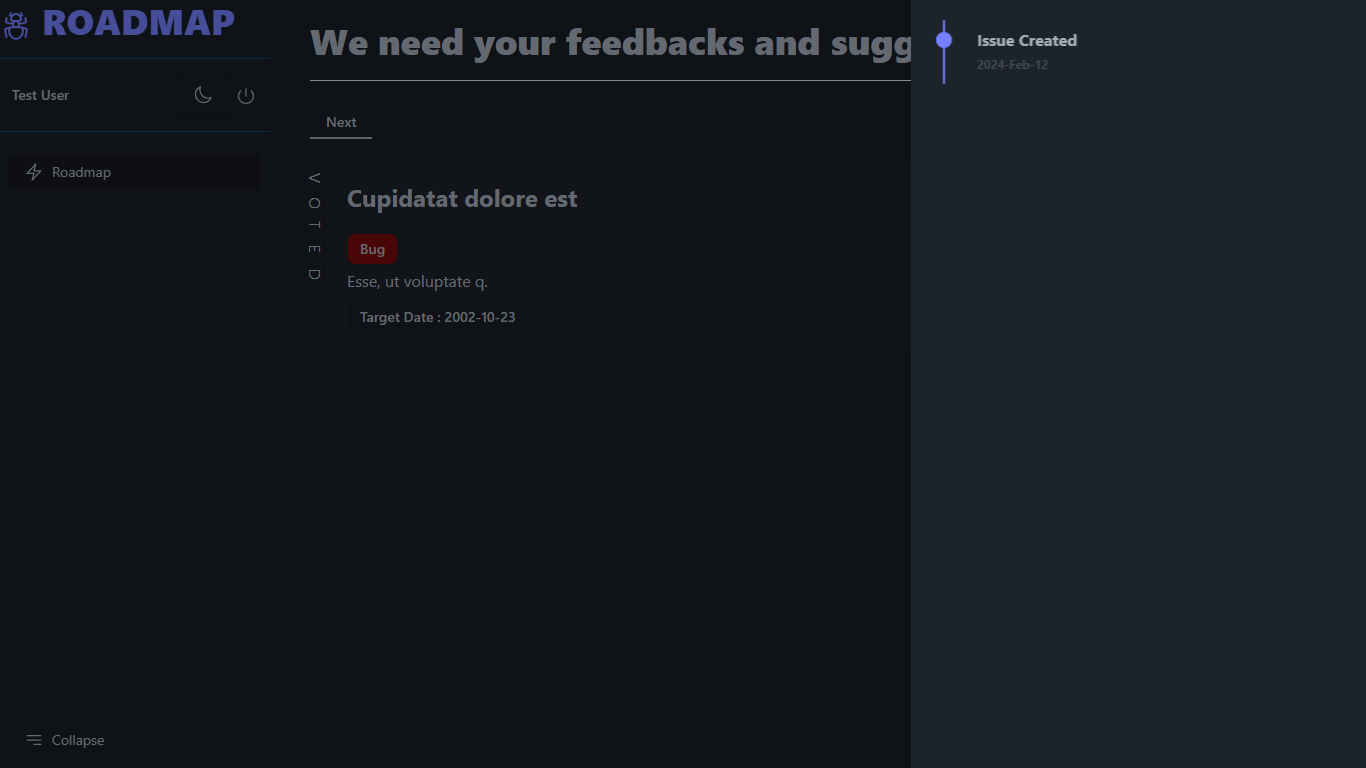 ROADMAP
Test User
Roadmap
Collapse
We need your feedbacks and sugg
Next
VOTED
Cupidatat dolore est
Bug
Esse, ut voluptate q.
Target Date : 2002-10-23
Issue Created
2024-Feb-12